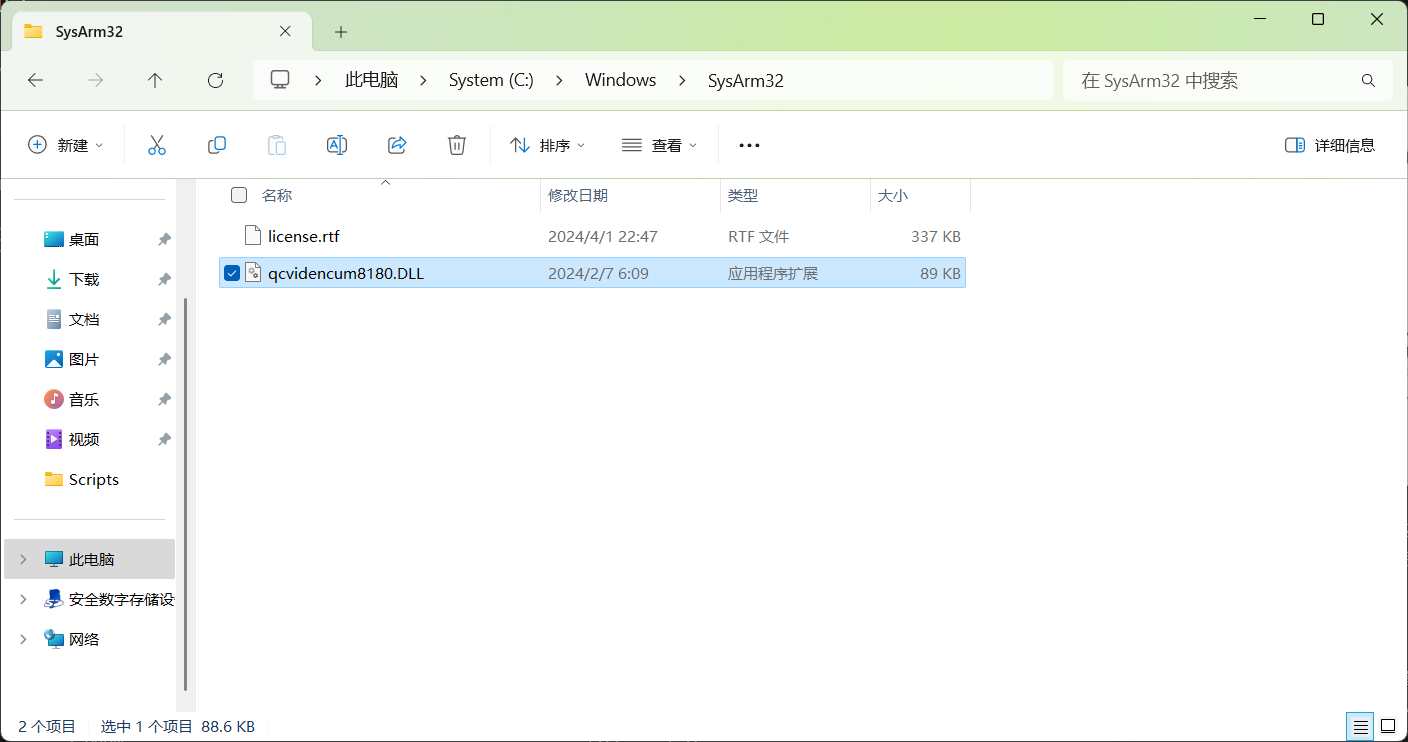 SysArm32
此电脑 System (C:) Windows SysArm32
在 SysArm32 中搜索
新建 排序 查看 详细信息
名称 修改日期 类型 大小
license.rtf 2024/4/1 22:47 RTF 文件 337 KB
qcvidencum8180.DLL 2024/2/7 6:09 应用程序扩展 89 KB
桌面
下载
文档
图片
音乐
视频
Scripts
此电脑
安全数字存储设
网络
2 个项目 选中 1 个项目 88.6 KB